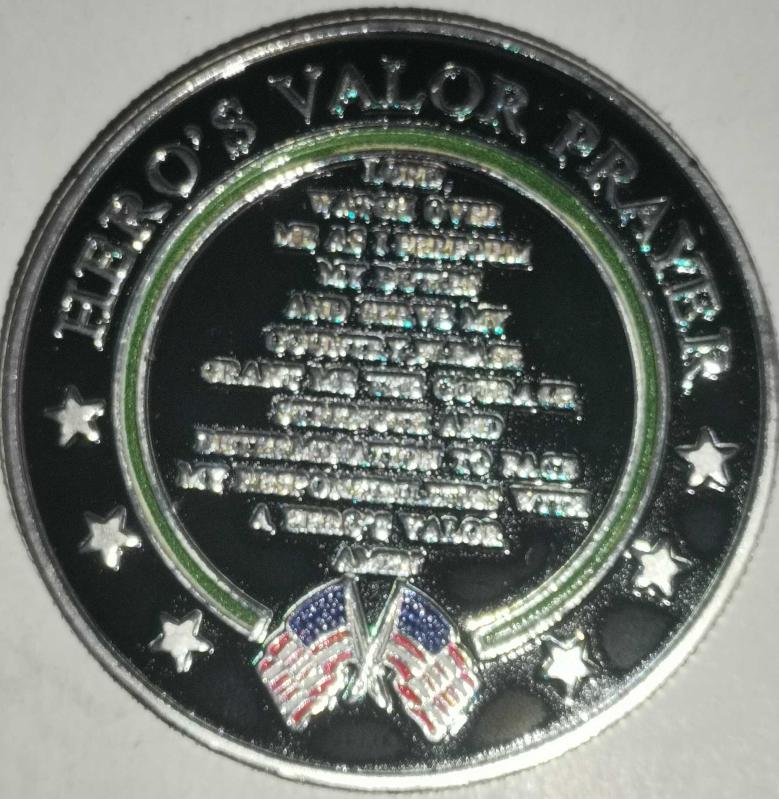 HERO'S VALOR PRAYER
LORD,
WATCH OVER
ME AS I PERFORM
MY DUTIES
AND SERVE MY
COUNTRY. PLEASE
GRANT ME THE COURAGE,
STRENGTH AND
DETERMINATION TO FACE
MY RESPONSIBILITIES WITH
A HERO'S VALOR
AMEN